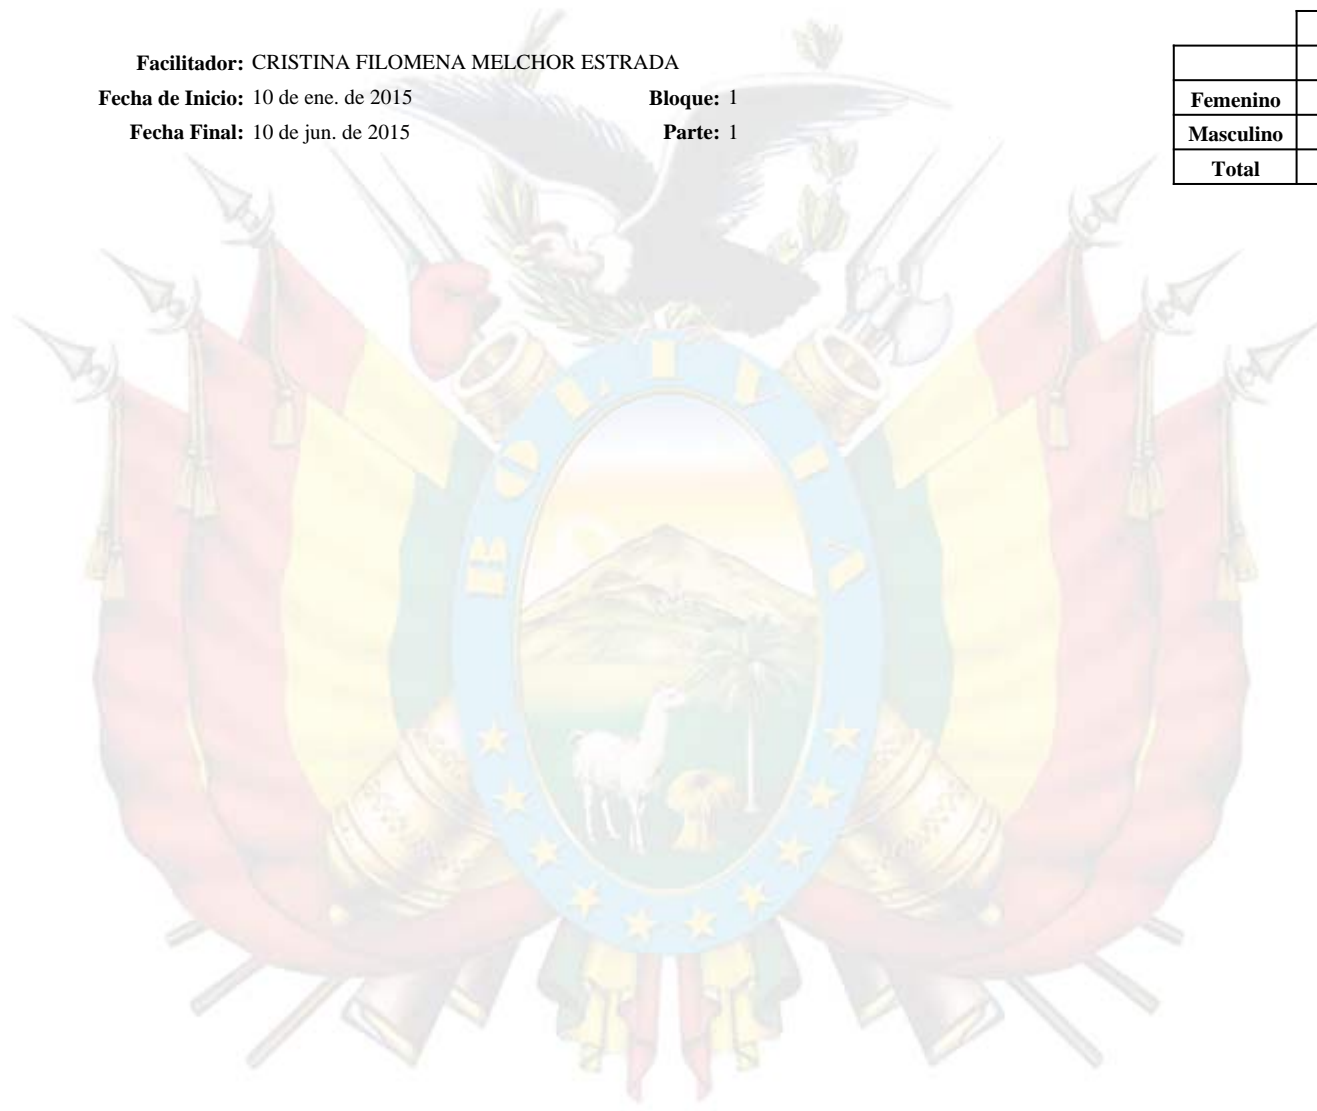 Facilitador: CRISTINA FILOMENA MELCHOR ESTRADA
Fecha de Inicio: 10 de ene. de 2015 Bloque: 1
Fecha Final: 10 de jun. de 2015 Parte: 1
Femenino
Masculino
Total
BOLIVIA